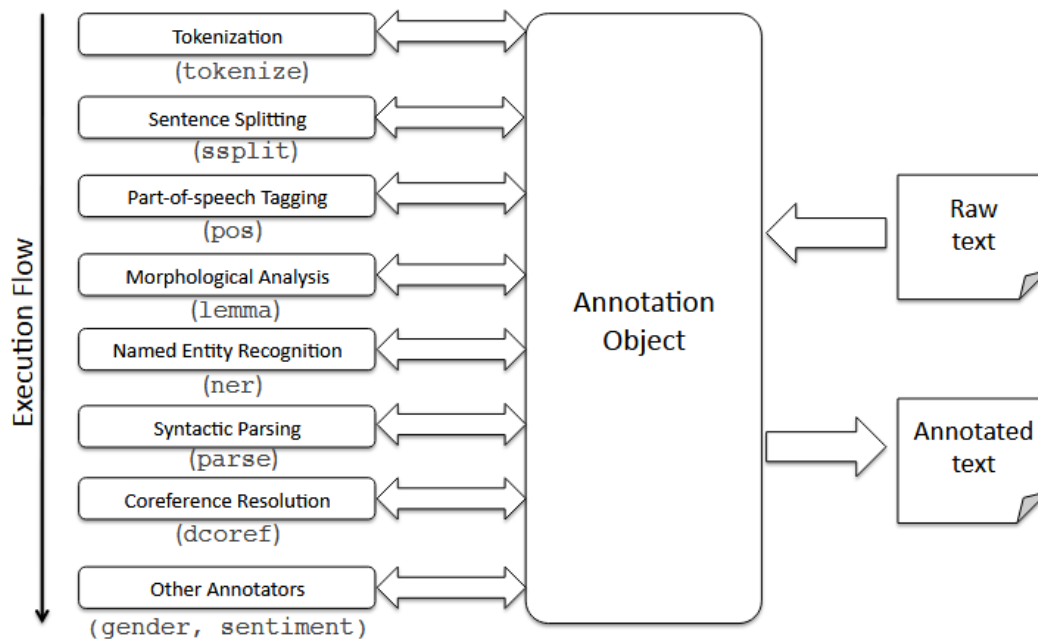 Execution Flow
Tokenization
(tokenize)
Sentence Splitting
(ssplit)
Part-of-speech Tagging
(pos)
Morphological Analysis
(lemma)
Named Entity Recognition
(ner)
Syntactic Parsing
(parse)
Coreference Resolution
(dcoref)
Other Annotators
(gender, sentiment)
Annotation
Object
Raw
text
Annotated
text